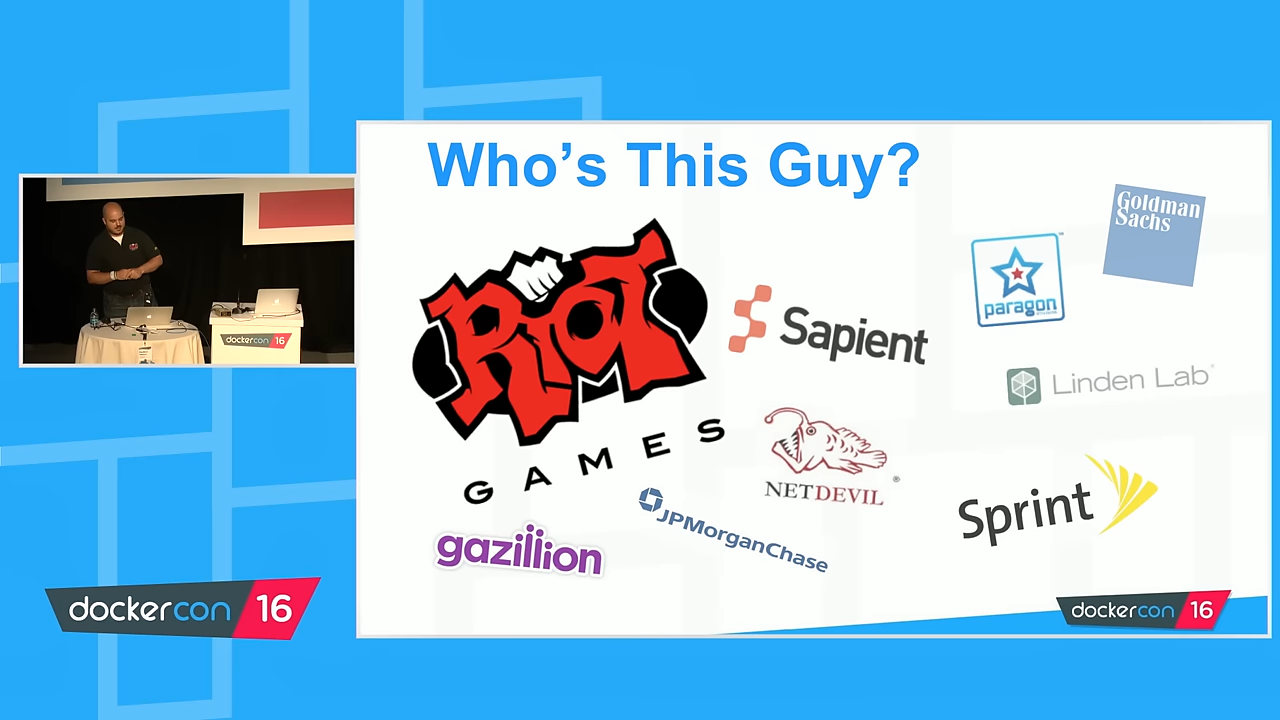 Who's This Guy?
Goldman
Sachs
paragon
RIOT
GAMES
Sapient
Linden Lab
NETDEVIL
Sprint
JPMorganChase
gazillion
dockercon 16
dockercon 16
dockercon 16